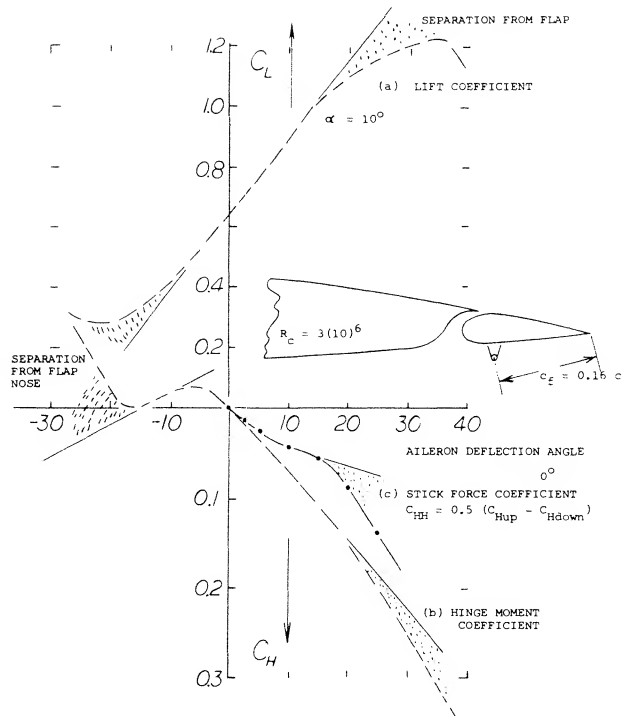 SEPARATION FROM FLAP
1.2
C_L
(a) LIFT COEFFICIENT
1.0
α = 10°
0.8
0.4
R_c = 3(10)^6
0.2
SEPARATION
FROM FLAP
NOSE
c_f = 0.16 c
-30 -10 0 10 20 30 40
AILERON DEFLECTION ANGLE
0°
0.1
(c) STICK FORCE COEFFICIENT
C_HH = 0.5 (C_Hup - C_Hdown)
0.2
(b) HINGE MOMENT
COEFFICIENT
C_H
0.3